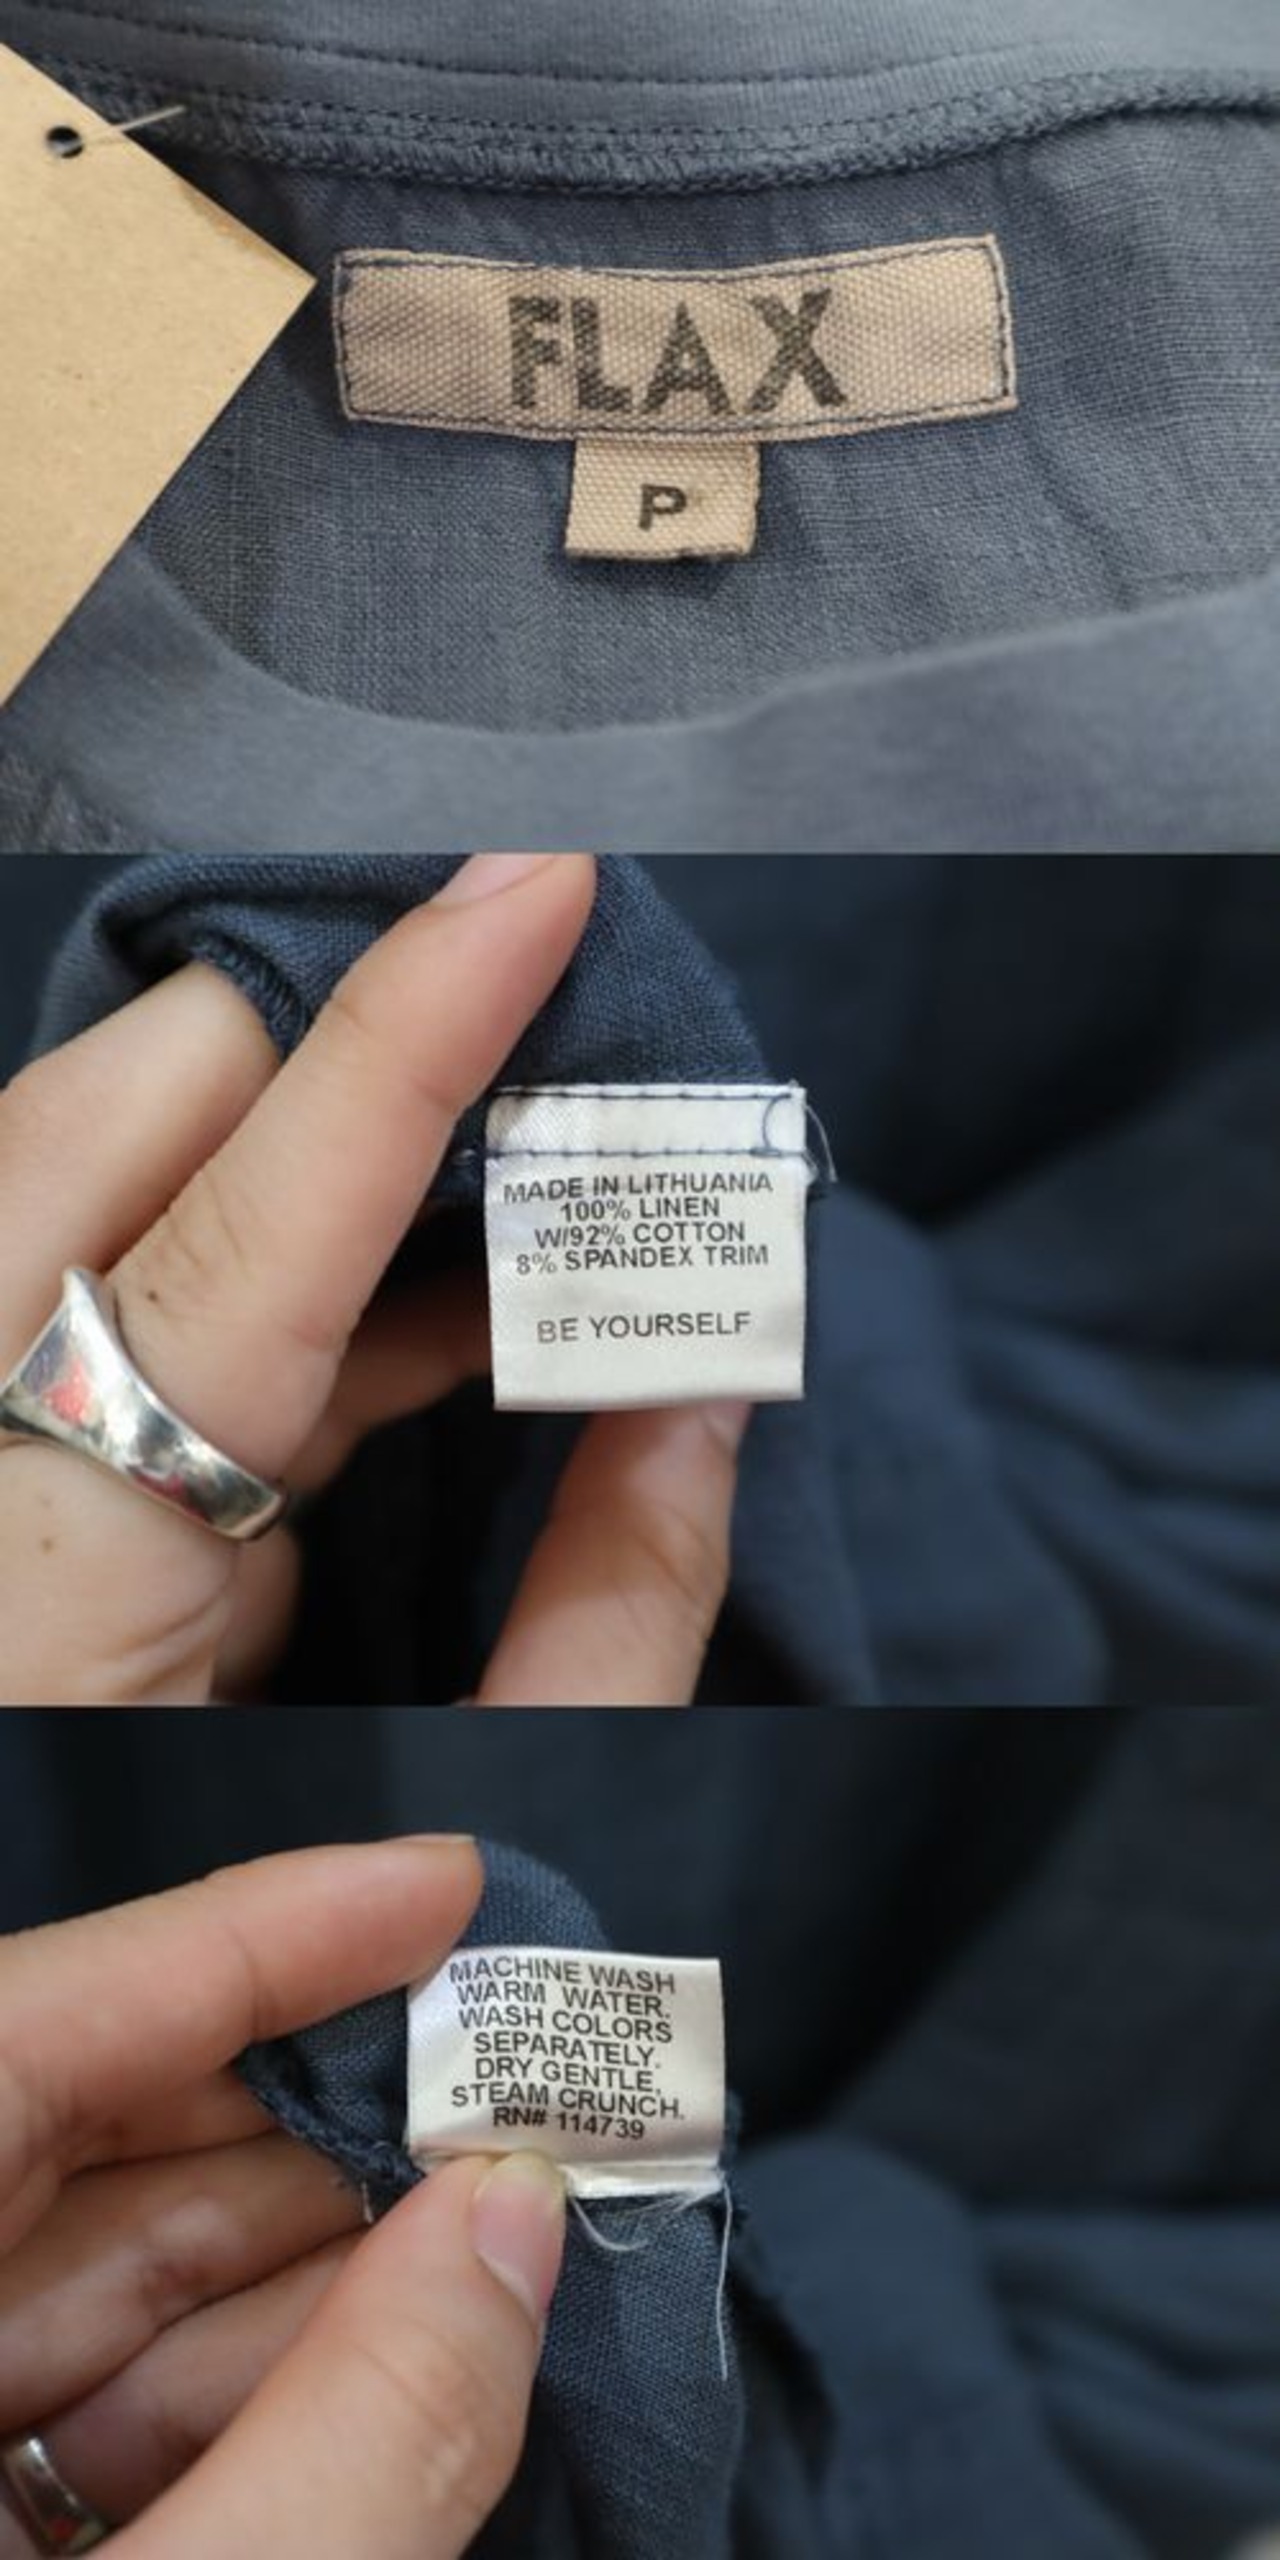 FLAX
P
MADE IN LITHUANIA
100% LINEN
W/92% COTTON
8% SPANDEX TRIM
BE YOURSELF
MACHINE WASH
WARM WATER.
WASH COLORS
SEPARATELY.
DRY GENTLE,
STEAM CRUNCH.
RN# 114739